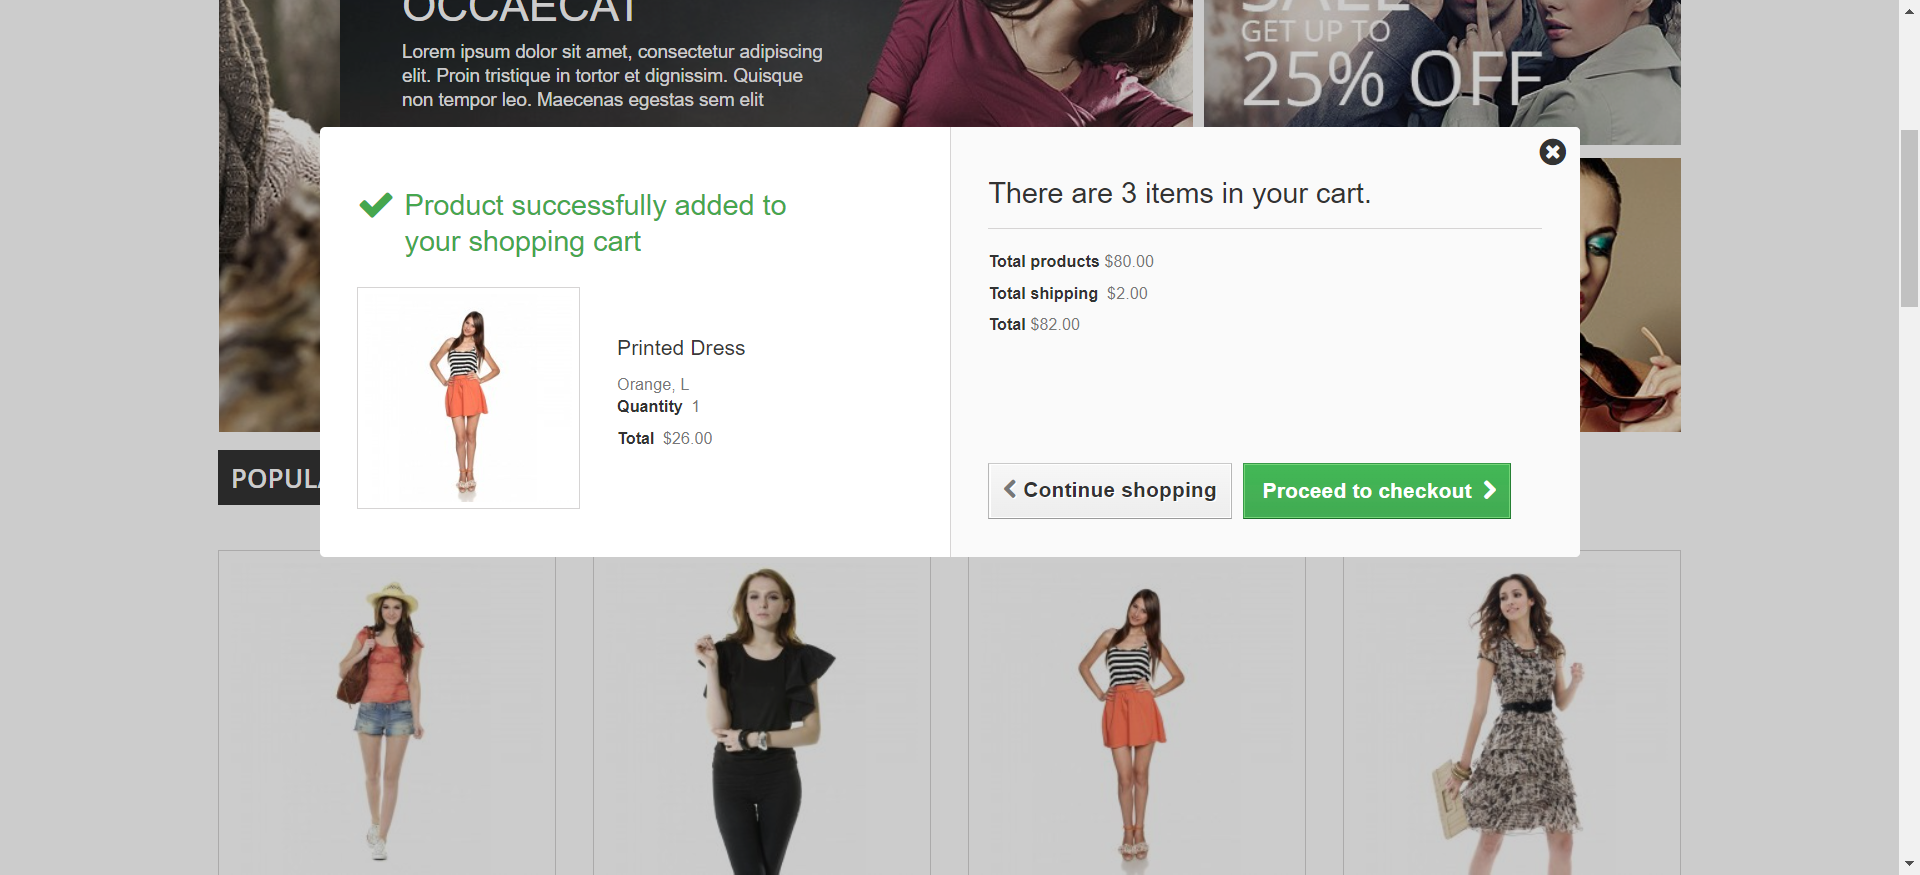 OCCAECAT
Lorem ipsum dolor sit amet, consectetur adipiscing
elit. Proin tristique in tortor et dignissim. Quisque
non tempor leo. Maecenas egestas sem elit
SALE
GET UP TO
25% OFF
Product successfully added to
your shopping cart
Printed Dress
Orange, L
Quantity 1
Total $26.00
There are 3 items in your cart.
Total products $80.00
Total shipping $2.00
Total $82.00
Continue shopping
Proceed to checkout
POPULA